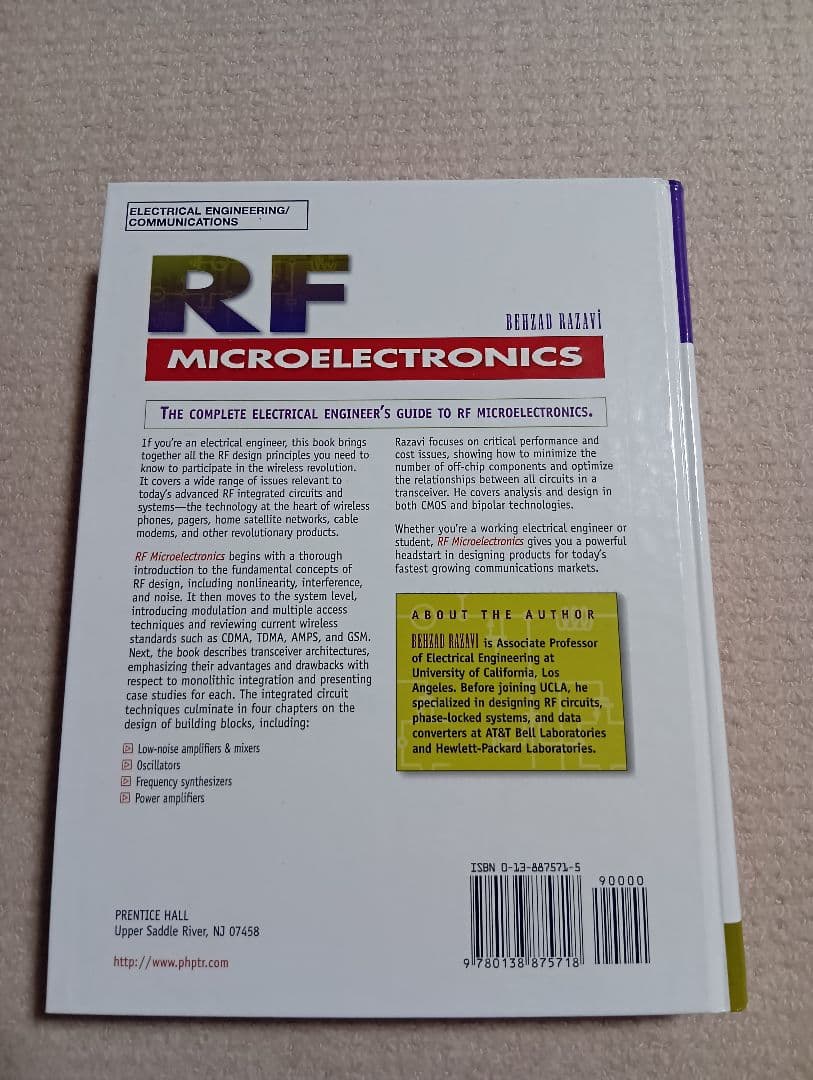 ELECTRICAL ENGINEERING/
COMMUNICATIONS
RF
BEHZAD RAZAVi
MICROELECTRONICS
THE COMPLETE ELECTRICAL ENGINEER'S GUIDE TO RF MICROELECTRONICS.
If you're an electrical engineer, this book brings
together all the RF design principles you need to
know to participate in the wireless revolution.
It covers a wide range of issues relevant to
today's advanced RF integrated circuits and
systems—the technology at the heart of wireless
phones, pagers, home satellite networks, cable
modems, and other revolutionary products.
RF Microelectronics begins with a thorough
introduction to the fundamental concepts of
RF design, including nonlinearity, interference,
and noise. It then moves to the system level,
introducing modulation and multiple access
techniques and reviewing current wireless
standards such as CDMA, TDMA, AMPS, and GSM.
Next, the book describes transceiver architectures,
emphasizing their advantages and drawbacks with
respect to monolithic integration and presenting
case studies for each. The integrated circuit
techniques culminate in four chapters on the
design of building blocks, including:
Low-noise amplifiers & mixers
Oscillators
Frequency synthesizers
Power amplifiers
Razavi focuses on critical performance and
cost issues, showing how to minimize the
number of off-chip components and optimize
the relationships between all circuits in a
transceiver. He covers analysis and design in
both CMOS and bipolar technologies.
Whether you're a working electrical engineer or
student, RF Microelectronics gives you a powerful
headstart in designing products for today's
fastest growing communications markets.
ABOUT THE AUTHOR
BEHZAD RAZAVI is Associate Professor
of Electrical Engineering at
University of California, Los
Angeles. Before joining UCLA, he
specialized in designing RF circuits,
phase-locked systems, and data
converters at AT&T Bell Laboratories
and Hewlett-Packard Laboratories.
PRENTICE HALL
Upper Saddle River, NJ 07458
http://www.phptr.com
ISBN 0-13-887571-5
90000
9 780138 875718